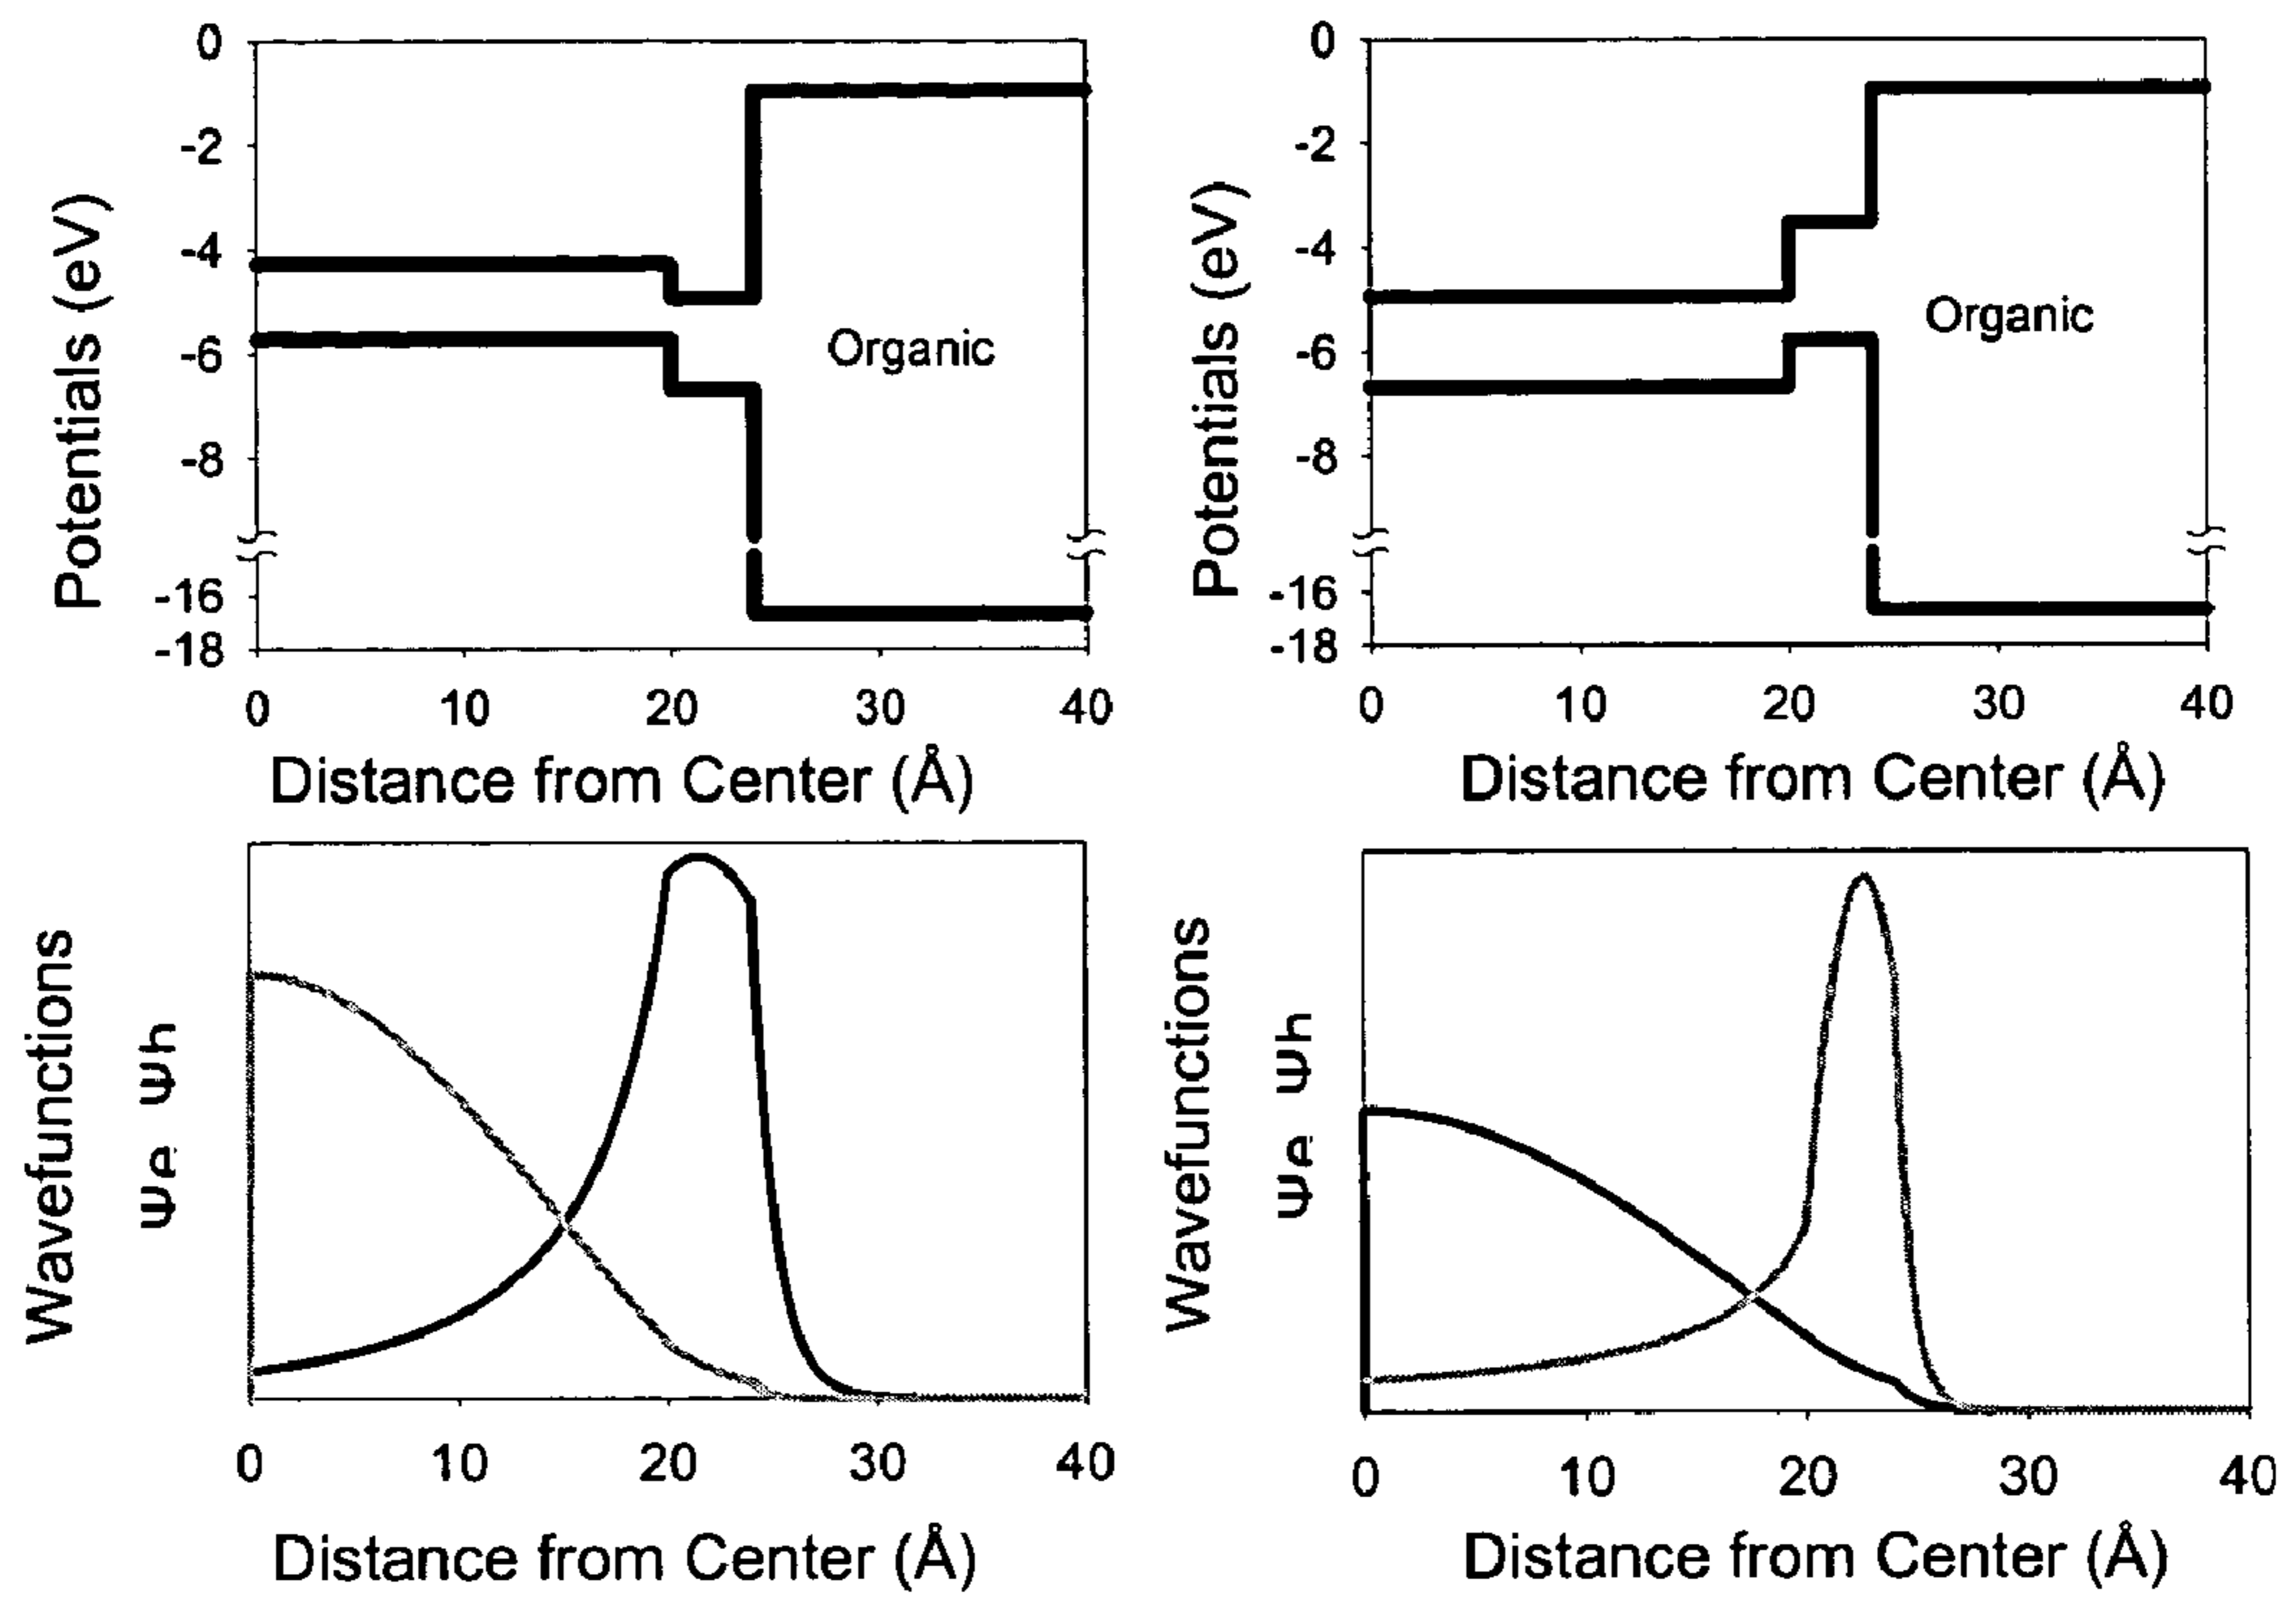 0
-2
-4
-6
-8
-16
-18
Potentials (eV)
Organic
0 10 20 30 40
Distance from Center (Å)
0
-2
-4
-6
-8
-16
-18
Potentials (eV)
Organic
0 10 20 30 40
Distance from Center (Å)
Wavefunctions
Ψe Ψh
0 10 20 30 40
Distance from Center (Å)
Wavefunctions
Ψe Ψh
0 10 20 30 40
Distance from Center (Å)